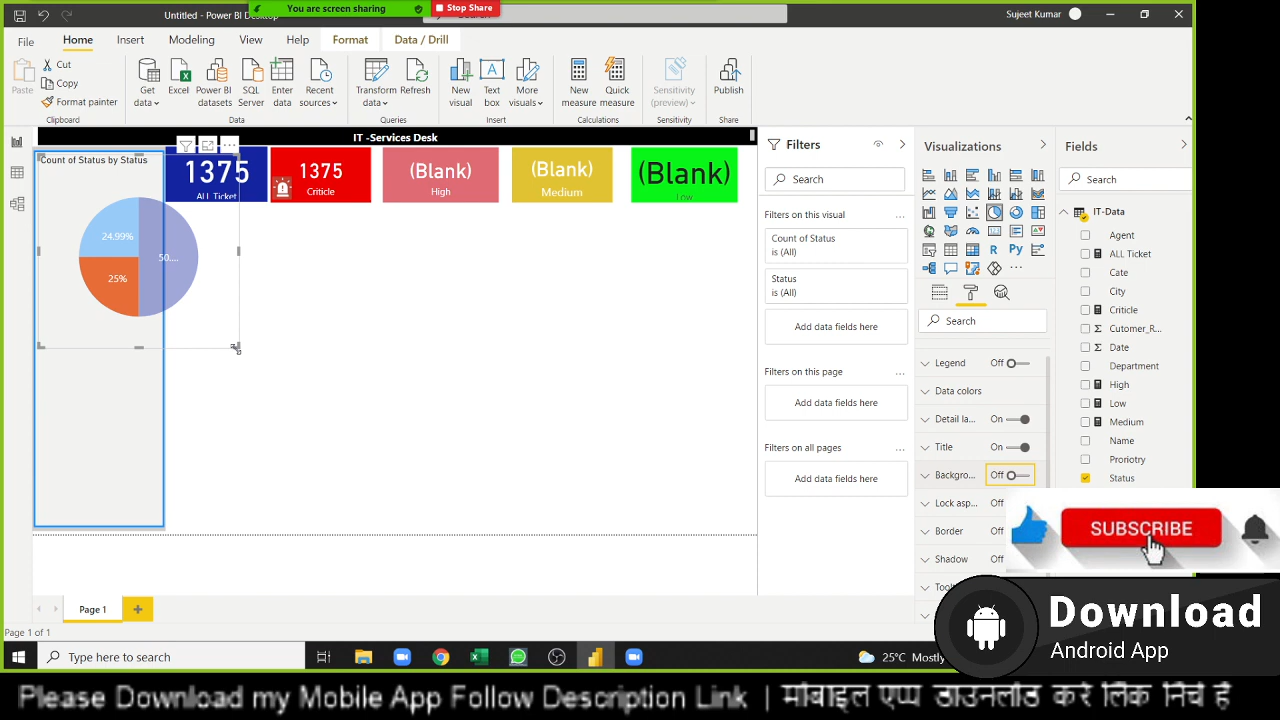 You are screen sharing
Stop Share
Untitled - Power BI Desktop
Sujeet Kumar
File Home Insert Modeling View Help Format Data / Drill
Paste
Cut
Copy
Format painter
Get data
Excel
Power BI datasets
SQL Server
Enter data
Recent sources
Transform data
Refresh
New visual
Text box
More visuals
New measure
Quick measure
Sensitivity (preview)
Publish
Clipboard Data Queries Insert Calculations Sensitivity Share
IT -Services Desk
Count of Status by Status
24.99%
50....
25%
1375
ALL Ticket
1375
Criticle
(Blank)
High
(Blank)
Medium
(Blank)
Low
Filters
Search
Filters on this visual ...
Count of Status
is (All)
Status
is (All)
Add data fields here
Filters on this page ...
Add data fields here
Filters on all pages ...
Add data fields here
Visualizations
R Py
...
Search
Legend Off
Data colors
Detail la... On
Title On
Backgro... Off
Lock asp... Off
Border Off
Shadow Off
Fields
Search
IT-Data
Agent
ALL Ticket
Cate
City
Criticle
Cutomer_R...
Date
Department
High
Low
Medium
Name
Proriotry
Status
SUBSCRIBE
Download
Android App
Page 1
Page 1 of 1
Type here to search
25°C Mostly
Please Download my Mobile App Follow Description Link | मोबाइल एप्प डाउनलोड करे लिंक निचे हैं